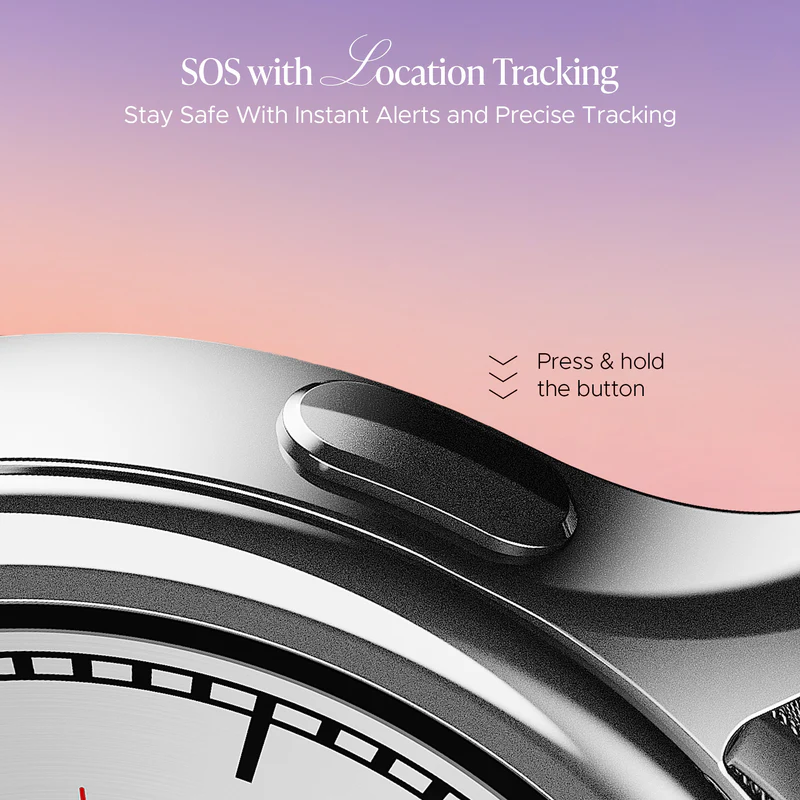 SOS with Location Tracking
Stay Safe With Instant Alerts and Precise Tracking
Press & hold
the button